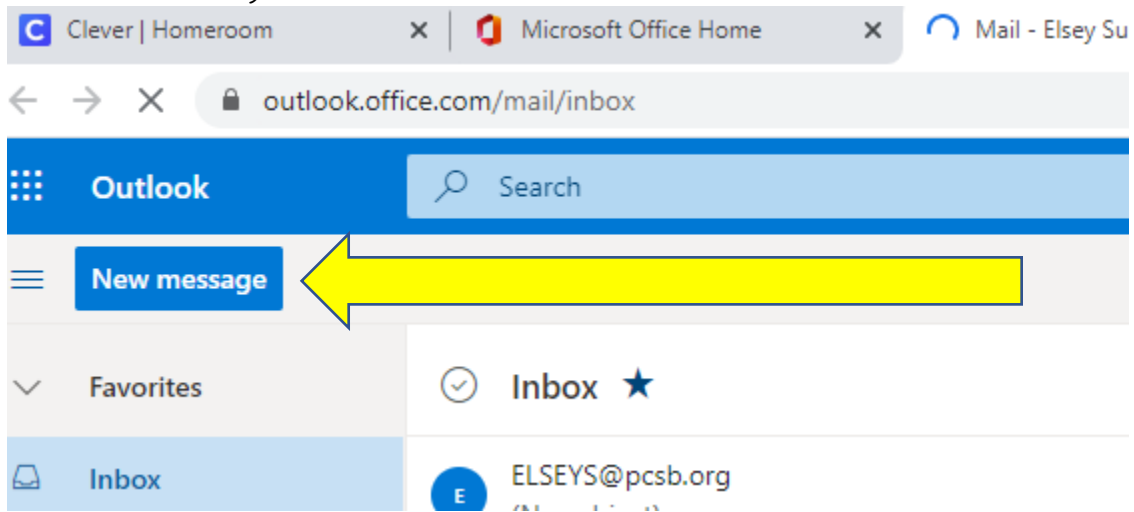 Clever | Homeroom Microsoft Office Home Mail - Elsey Su
outlook.office.com/mail/inbox
Outlook Search
New message
Favorites Inbox
Inbox ELSEYS@pcsb.org
E